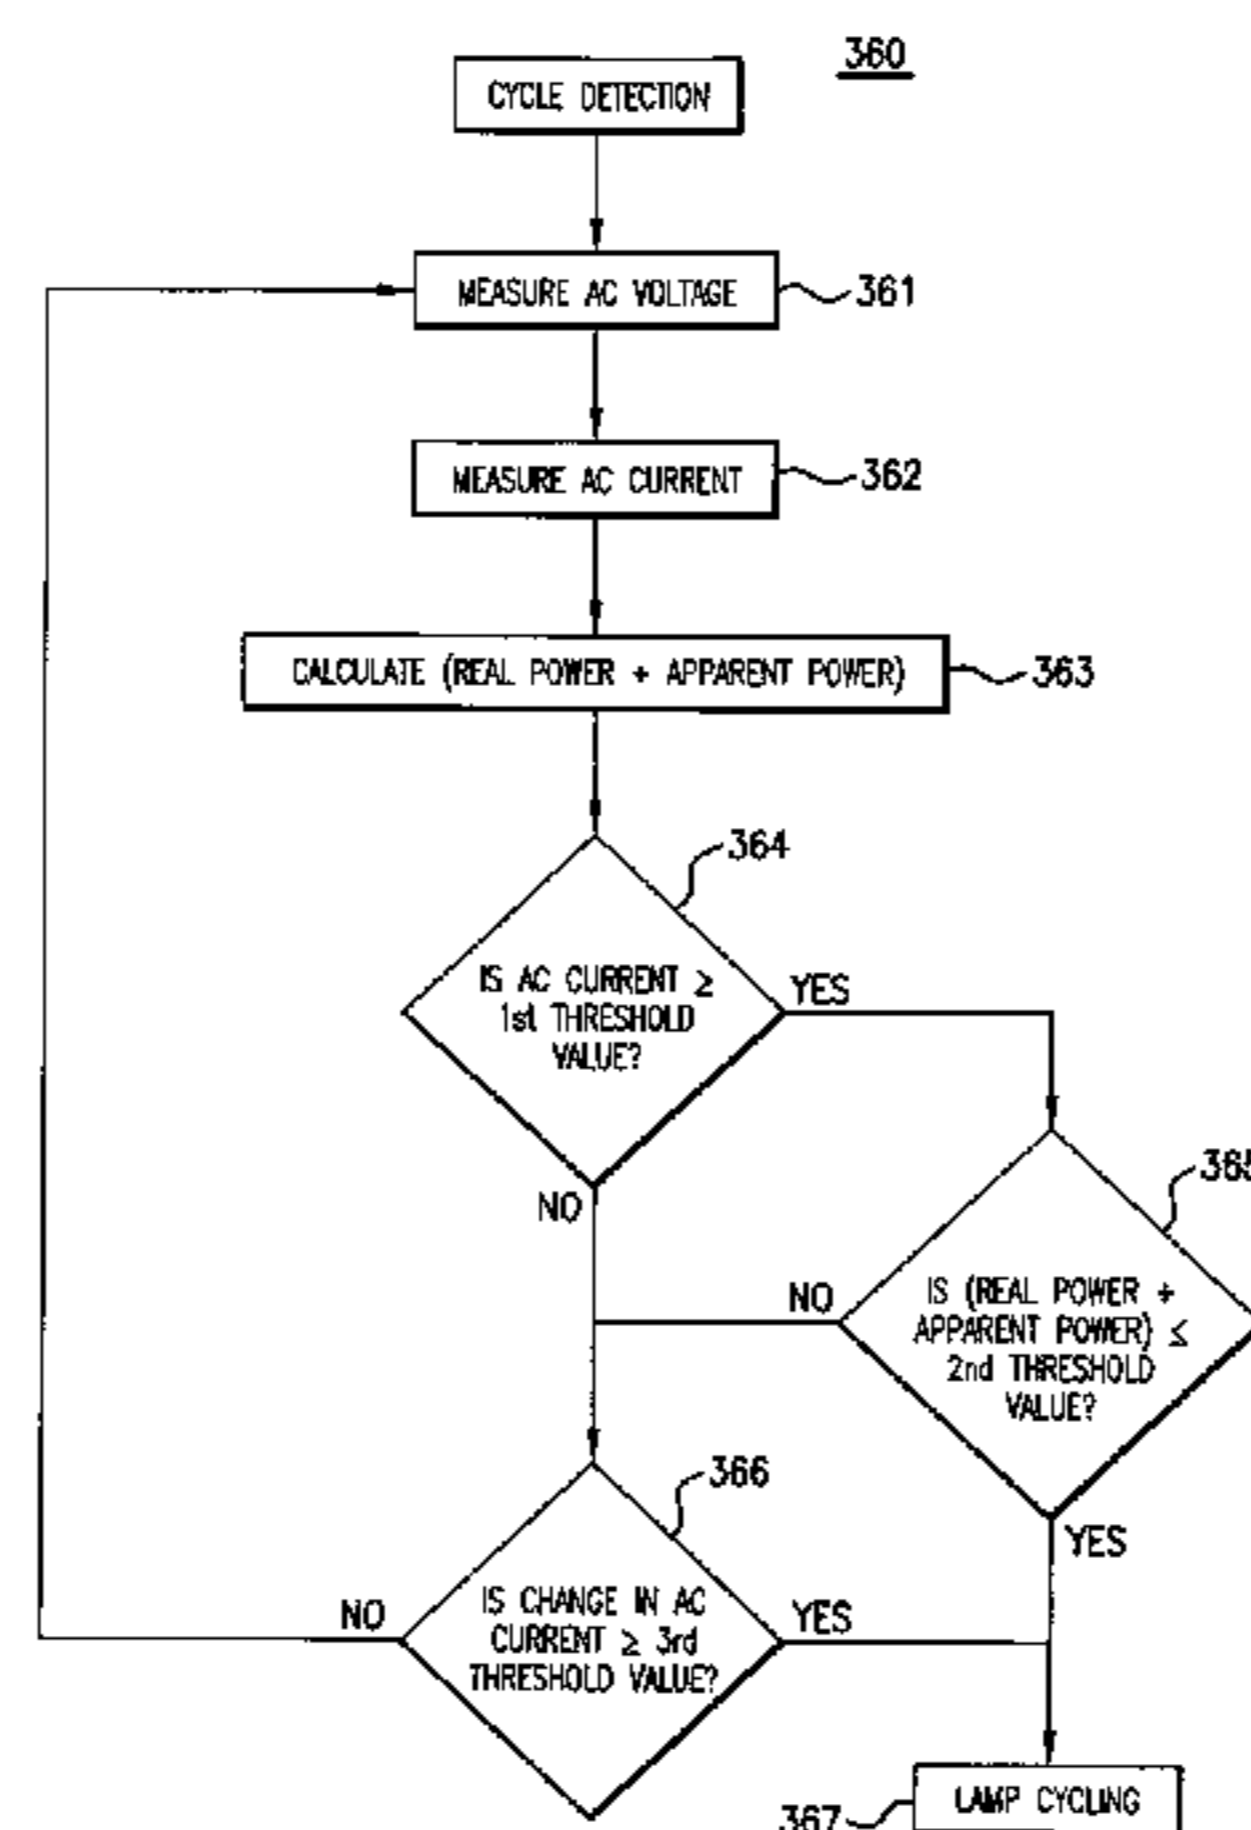 360
CYCLE DETECTION
MEASURE AC VOLTAGE
361
MEASURE AC CURRENT
362
CALCULATE (REAL POWER + APPARENT POWER)
363
364
IS AC CURRENT ≥
1st THRESHOLD
VALUE?
YES
NO
365
IS (REAL POWER +
APPARENT POWER) ≤
2nd THRESHOLD
VALUE?
NO
YES
366
IS CHANGE IN AC
CURRENT ≥ 3rd
THRESHOLD VALUE?
NO
YES
LAMP CYCLING
367